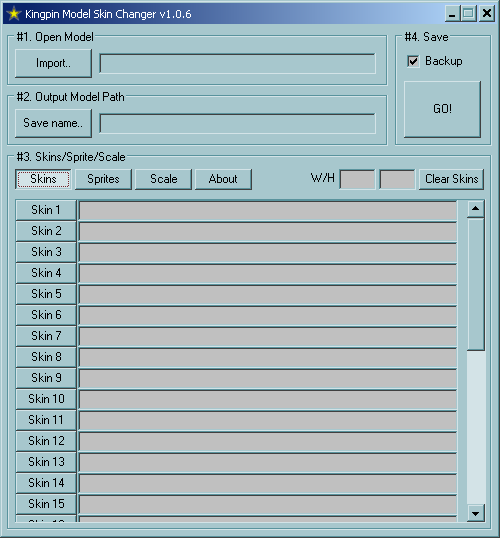 Kingpin Model Skin Changer v1.0.6
#1. Open Model
Import..
#2. Output Model Path
Save name..
#4. Save
Backup
GO!
#3. Skins/Sprite/Scale
Skins Sprites Scale About W/H Clear Skins
Skin 1
Skin 2
Skin 3
Skin 4
Skin 5
Skin 6
Skin 7
Skin 8
Skin 9
Skin 10
Skin 11
Skin 12
Skin 13
Skin 14
Skin 15